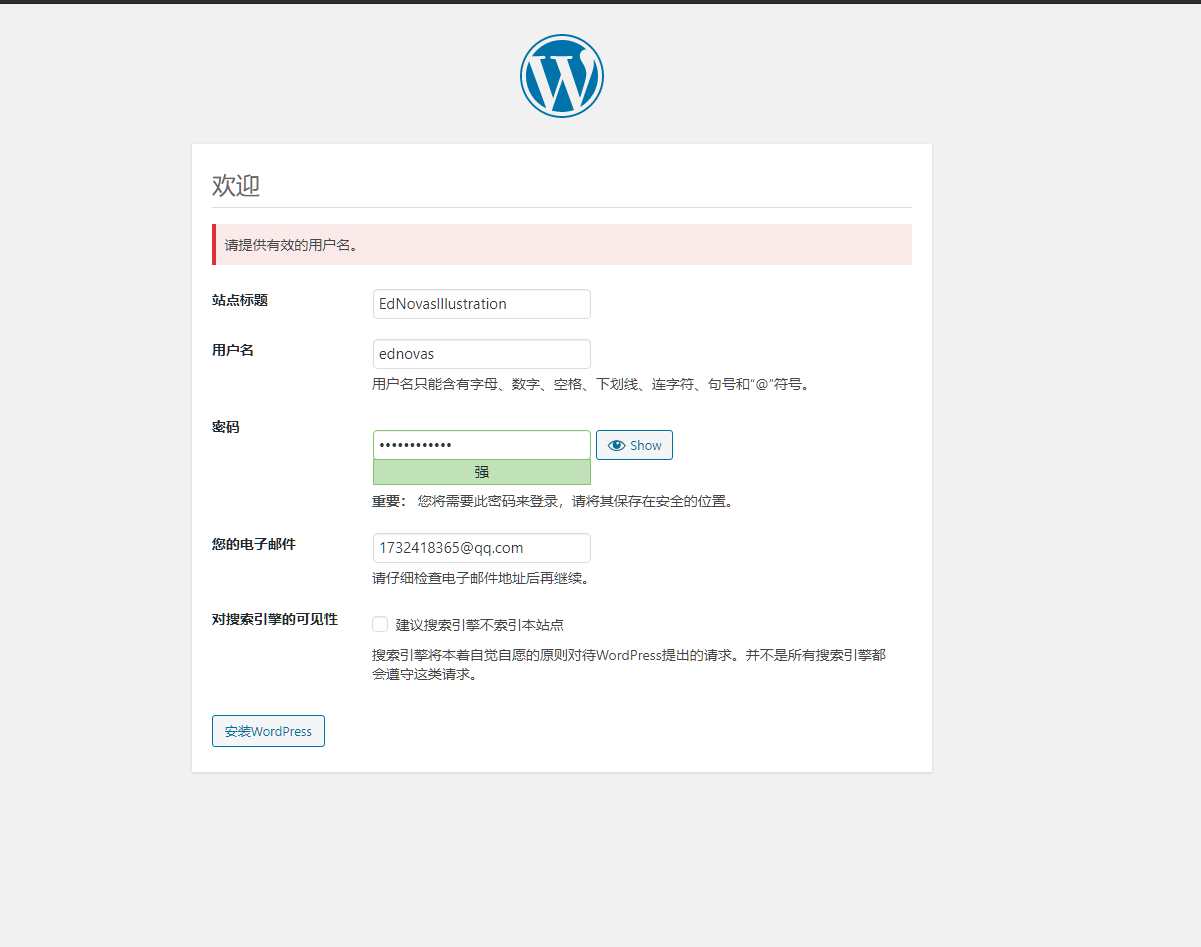 欢迎
请提供有效的用户名。
站点标题
EdNovasIllustration
用户名
ednovas
用户名只能含有字母、数字、空格、下划线、连字符、句号和“@”符号。
密码
••••••••••••
Show
强
重要： 您将需要此密码来登录，请将其保存在安全的位置。
您的电子邮件
1732418365@qq.com
请仔细检查电子邮件地址后再继续。
对搜索引擎的可见性
建议搜索引擎不索引本站点
搜索引擎将本着自觉自愿的原则对待WordPress提出的请求。并不是所有搜索引擎都
会遵守这类请求。
安装WordPress